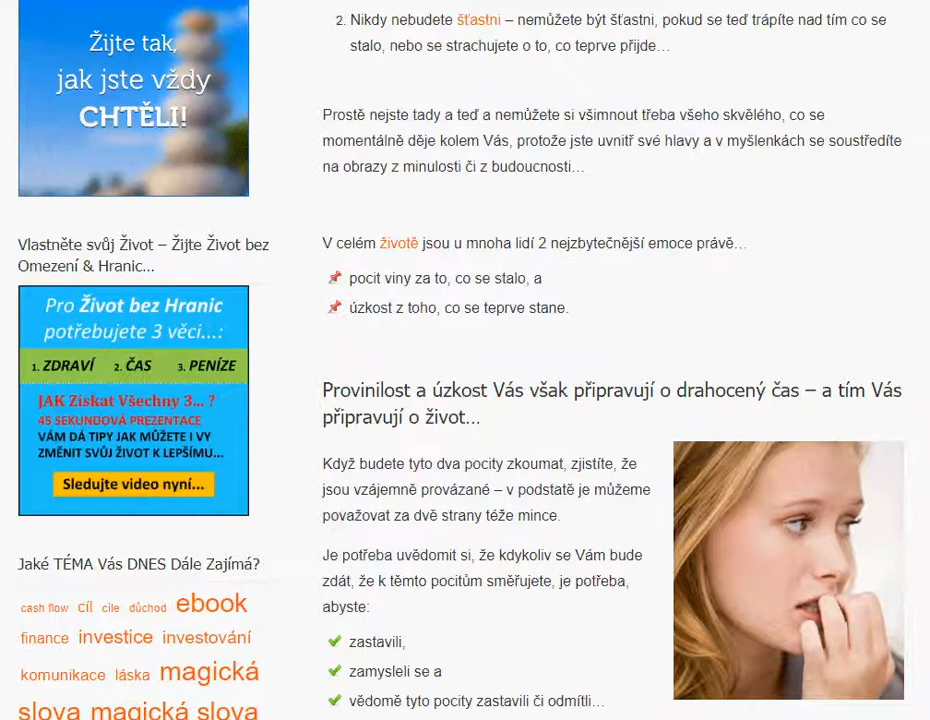 Žijte tak,
jak jste vždy
CHTĚLI!
Vlastněte svůj Život – Žijte Život bez
Omezení & Hranic...
Pro Život bez Hranic
potřebujete 3 věci...:
1. ZDRAVÍ 2. ČAS 3. PENÍZE
JAK Získat Všechny 3... ?
45 SEKUNDOVÁ PREZENTACE
VÁM DÁ TIPY JAK MŮŽETE I VY
ZMĚNIT SVŮJ ŽIVOT K LEPŠÍMU...
Sledujte video nyní...
Jaké TÉMA Vás DNES Dále Zajímá?
cash flow cíl cíle důchod ebook
finance investice investování
komunikace láska magická
slova magická slova
2. Nikdy nebudete šťastni – nemůžete být šťastni, pokud se teď trápíte nad tím co se
stalo, nebo se strachujete o to, co teprve přijde…
Prostě nejste tady a teď a nemůžete si všimnout třeba všeho skvělého, co se
momentálně děje kolem Vás, protože jste uvnitř své hlavy a v myšlenkách se soustředíte
na obrazy z minulosti či z budoucnosti…
V celém životě jsou u mnoha lidí 2 nejzbytečnější emoce právě…
pocit viny za to, co se stalo, a
úzkost z toho, co se teprve stane.
Provinilost a úzkost Vás však připravují o drahocený čas – a tím Vás
připravují o život…
Když budete tyto dva pocity zkoumat, zjistíte, že
jsou vzájemně provázané – v podstatě je můžeme
považovat za dvě strany téže mince.
Je potřeba uvědomit si, že kdykoliv se Vám bude
zdát, že k těmto pocitům směřujete, je potřeba,
abyste:
zastavili,
zamysleli se a
vědomě tyto pocity zastavili či odmítli…